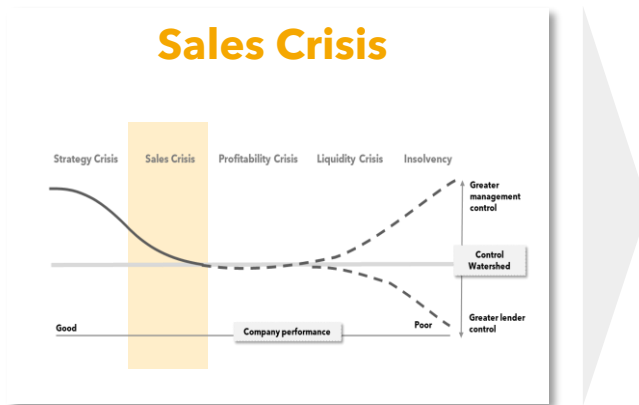 Sales Crisis
Strategy Crisis
Sales Crisis
Profitability Crisis
Liquidity Crisis
Insolvency
Greater
management
control
Control
Watershed
Good
Company performance
Poor
Greater lender
control